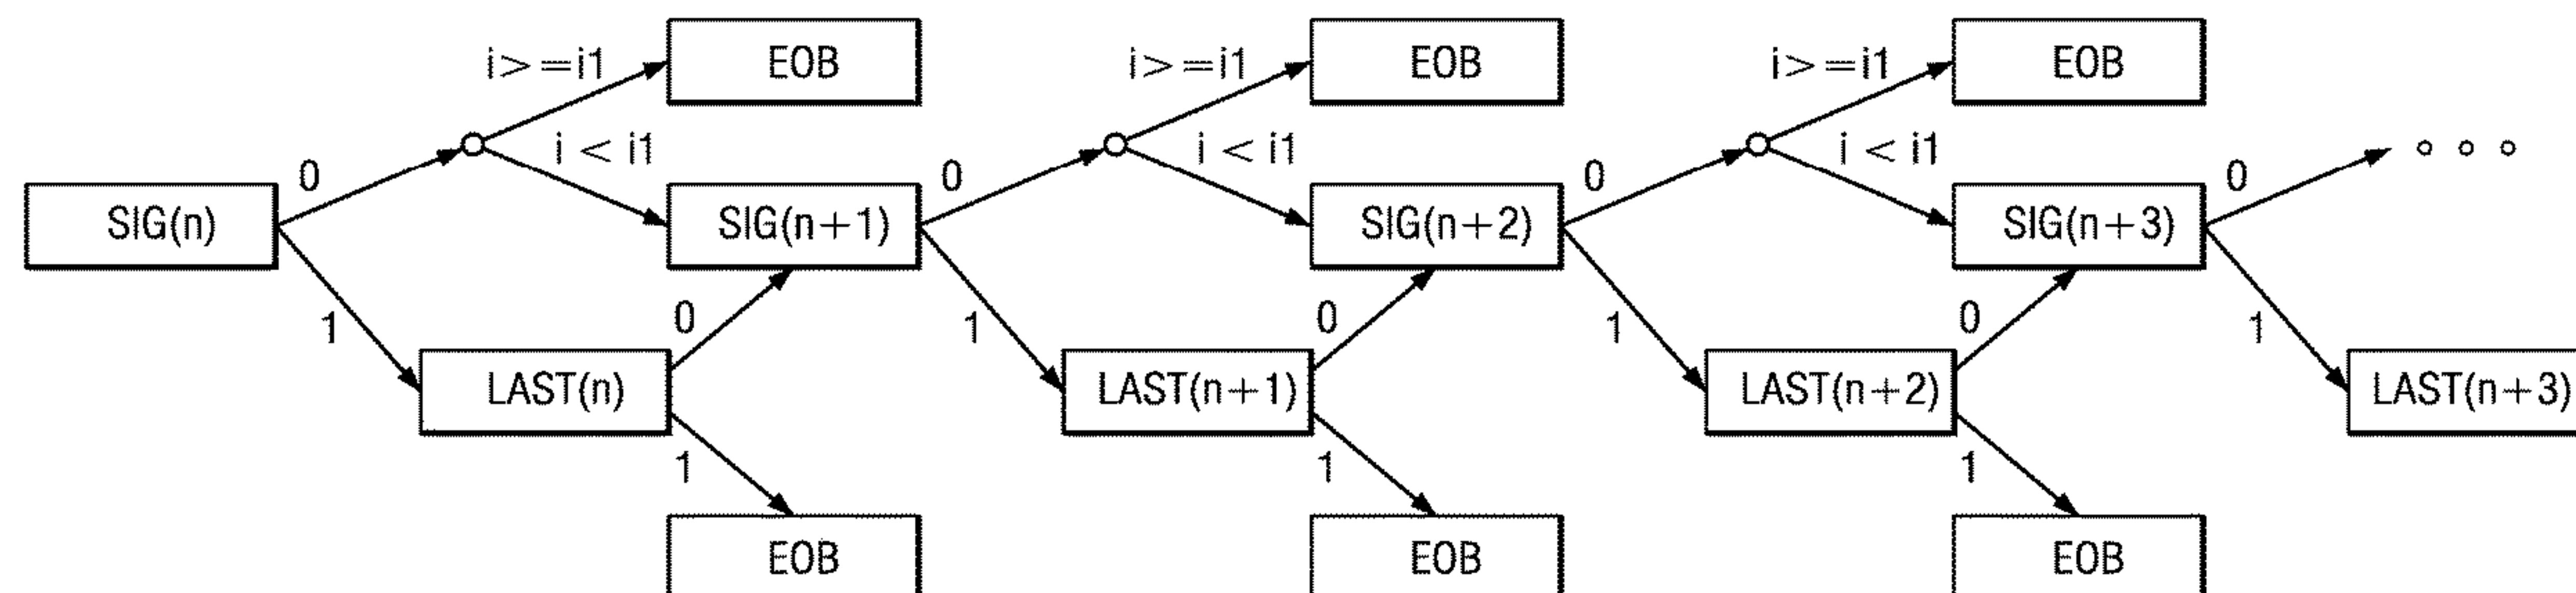 EOB EOB EOB
i>=i1 i>=i1 i>=i1
i < i1 i < i1 i < i1
0 0 0 0
SIG(n) SIG(n+1) SIG(n+2) SIG(n+3)
1 0 1 0 1 0 1
LAST(n) LAST(n+1) LAST(n+2) LAST(n+3)
1 1 1
EOB EOB EOB